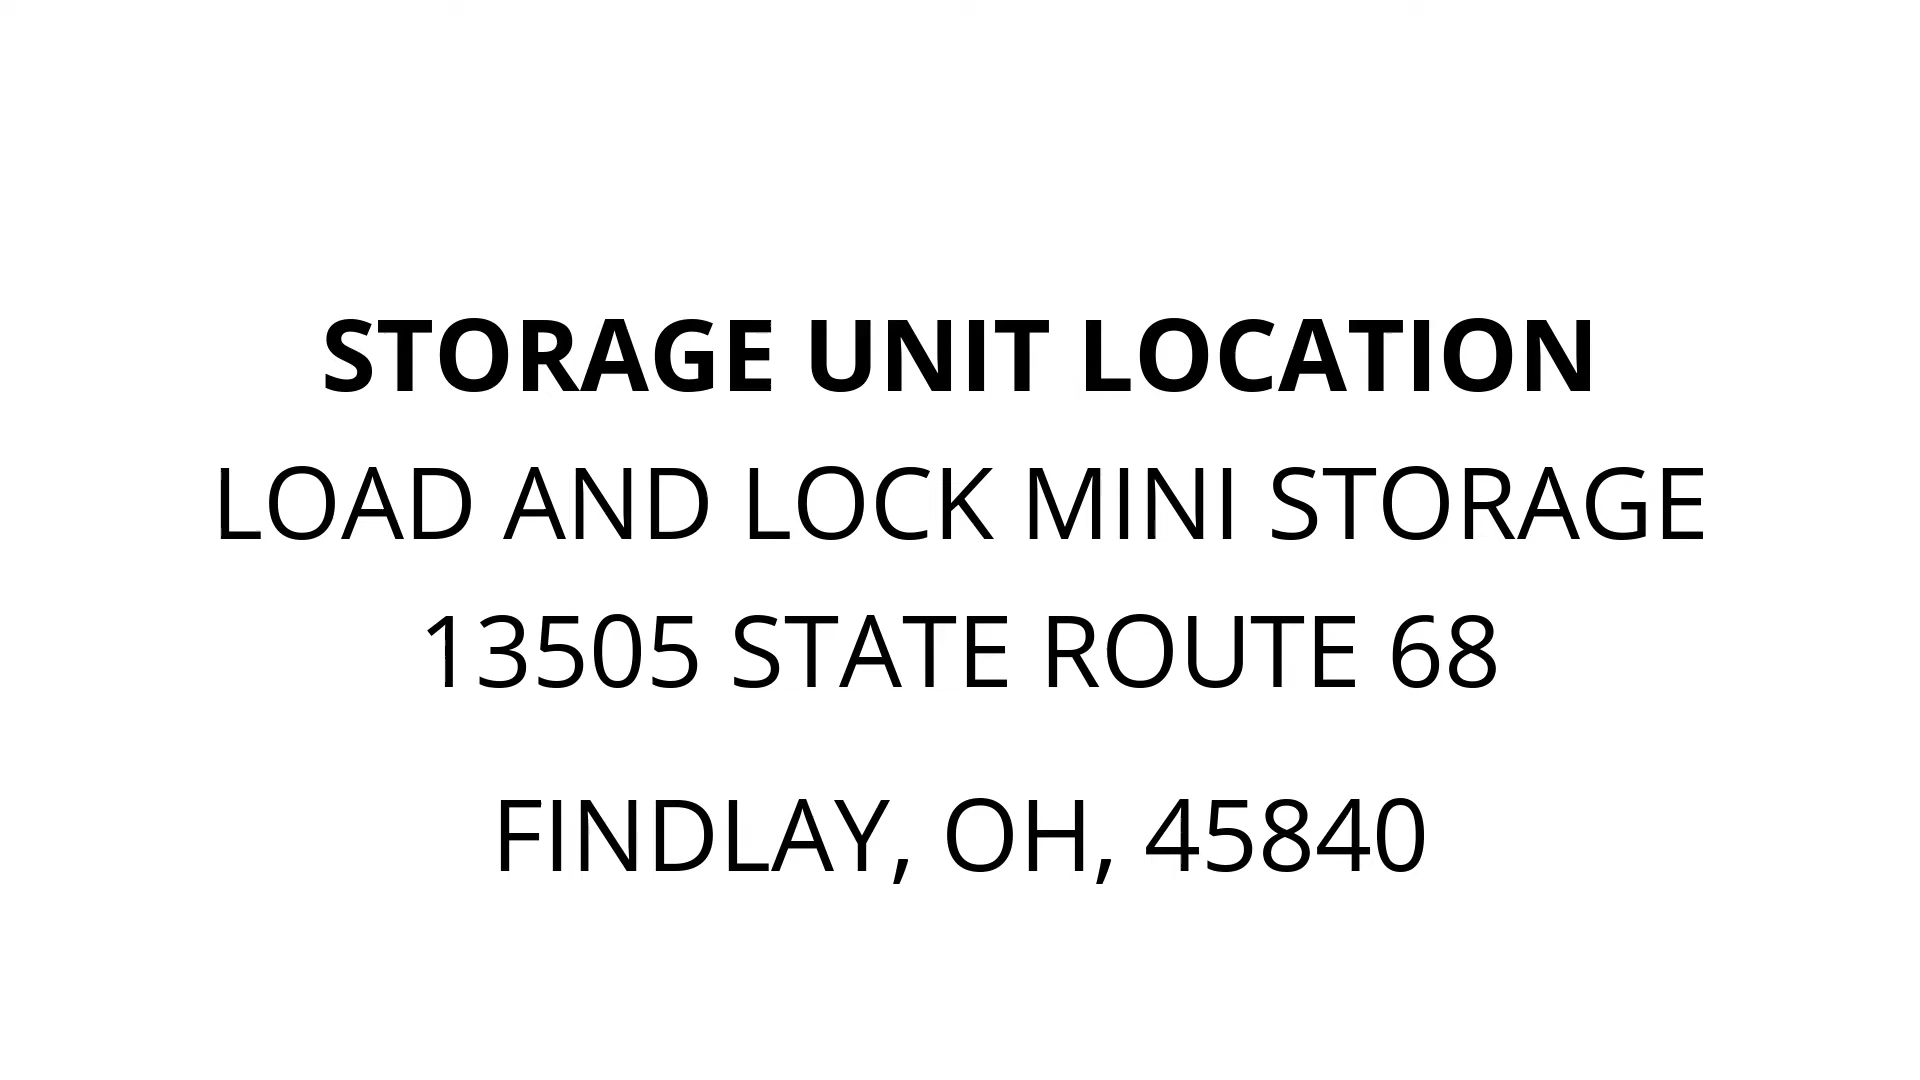 STORAGE UNIT LOCATION
LOAD AND LOCK MINI STORAGE
13505 STATE ROUTE 68
FINDLAY, OH, 45840